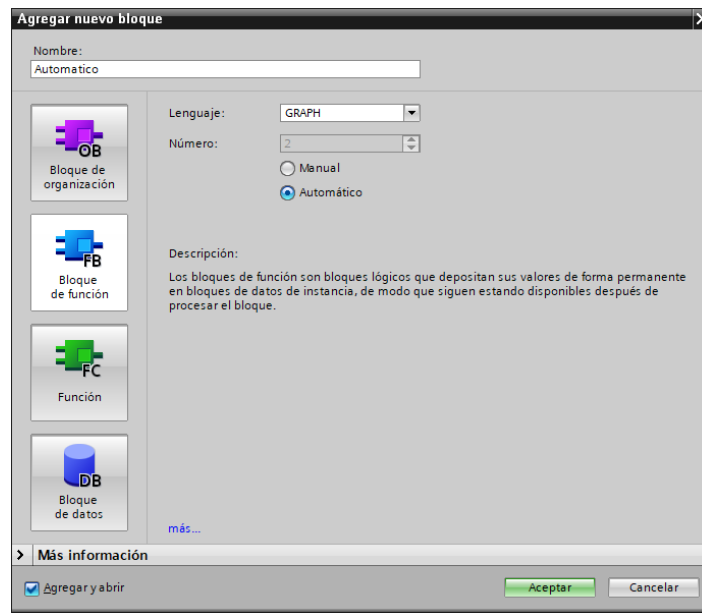 Agregar nuevo bloque
Nombre:
Automatico
OB
Bloque de
organización
FB
Bloque
de función
FC
Función
DB
Bloque
de datos
Lenguaje:
GRAPH
Número:
2
Manual
Automático
Descripción:
Los bloques de función son bloques lógicos que depositan sus valores de forma permanente
en bloques de datos de instancia, de modo que siguen estando disponibles después de
procesar el bloque.
más...
Más información
Agregar y abrir
Aceptar
Cancelar